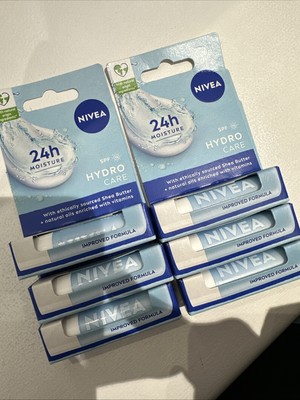 NIVEA
24h
MOISTURE
SPF
HYDRO
CARE
With ethically sourced Shea Butter
+ natural oils enriched with vitamins
NIVEA
IMPROVED FORMULA
NIVEA
IMPROVED FORMULA
NIVEA
IMPROVED FORMULA
NIVEA
24h
MOISTURE
SPF
HYDRO
CARE
With ethically sourced Shea Butter
+ natural oils enriched with vitamins
NIVEA
IMPROVED FORMULA
NIVEA
IMPROVED FORMULA
NIVEA
IMPROVED FORMULA